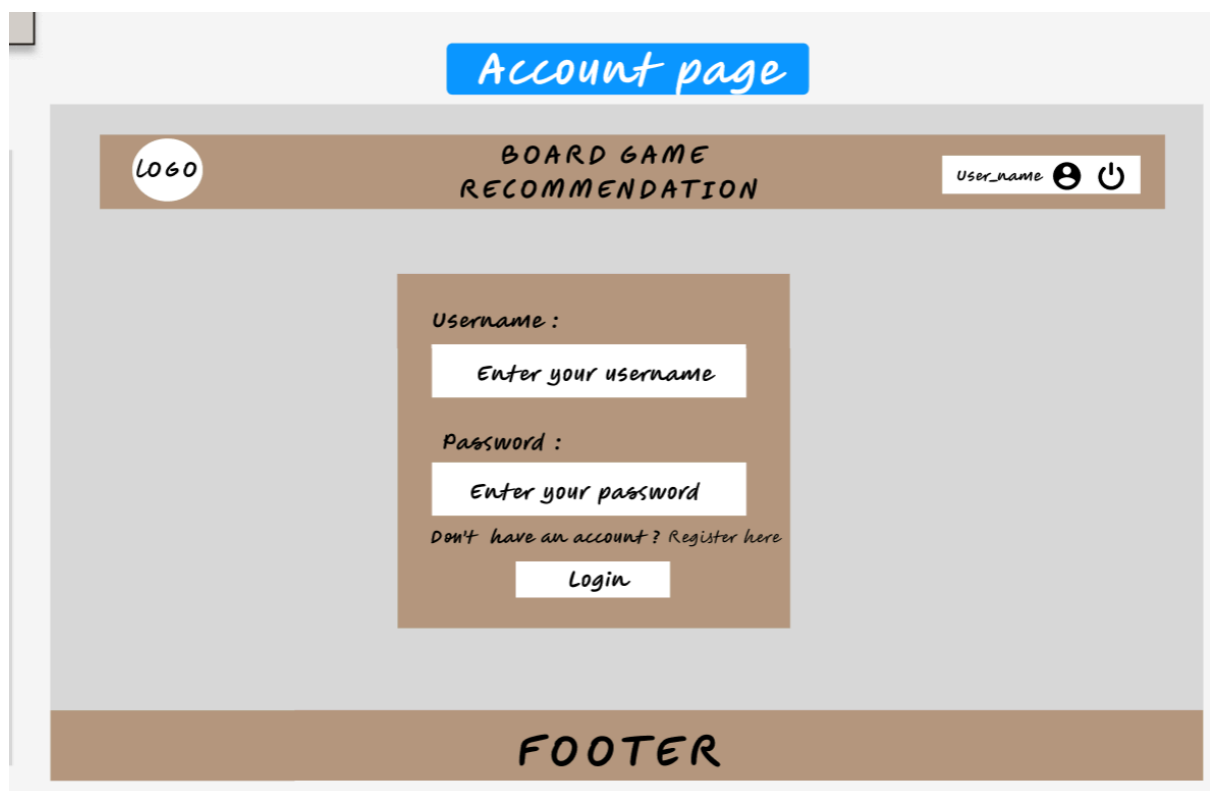 Account page
LOGO
BOARD GAME
RECOMMENDATION
User_name
Username :
Enter your username
Password :
Enter your password
Don't have an account ? Register here
Login
FOOTER